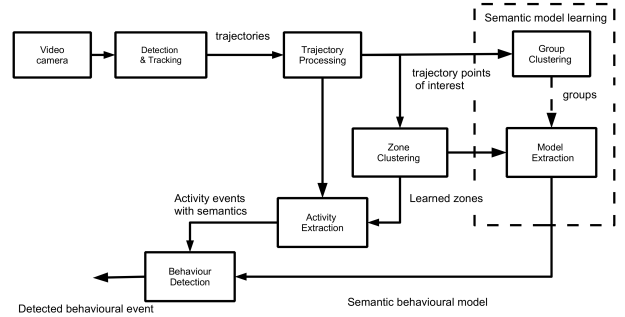 Semantic model learning
Video
camera
Detection
& Tracking
trajectories
Trajectory
Processing
Group
Clustering
trajectory points
of interest
groups
Zone
Clustering
Model
Extraction
Activity events
with semantics
Learned zones
Activity
Extraction
Behaviour
Detection
Detected behavioural event
Semantic behavioural model